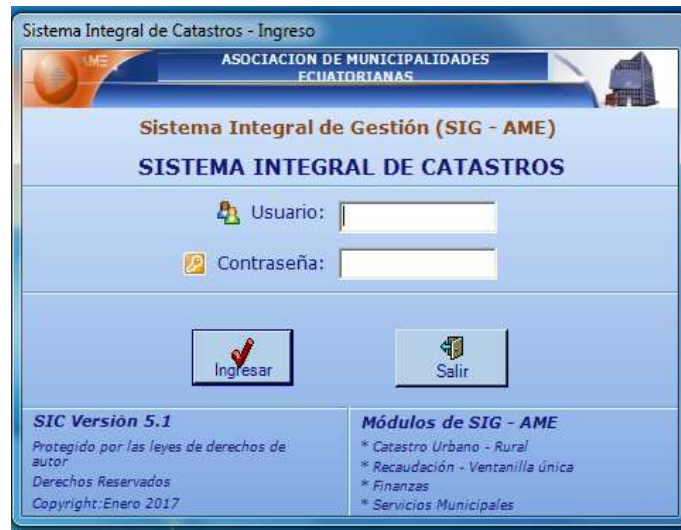 Sistema Integral de Catastros - Ingreso
AME
ASOCIACION DE MUNICIPALIDADES
ECUATORIANAS
Sistema Integral de Gestión (SIG - AME)
SISTEMA INTEGRAL DE CATASTROS
Usuario:
Contraseña:
Ingresar
Salir
SIC Versiòn 5.1
Protegido por las leyes de derechos de
autor
Derechos Reservados
Copyright:Enero 2017
Módulos de SIG - AME
* Catastro Urbano - Rural
* Recaudación - Ventanilla única
* Finanzas
* Servicios Municipales